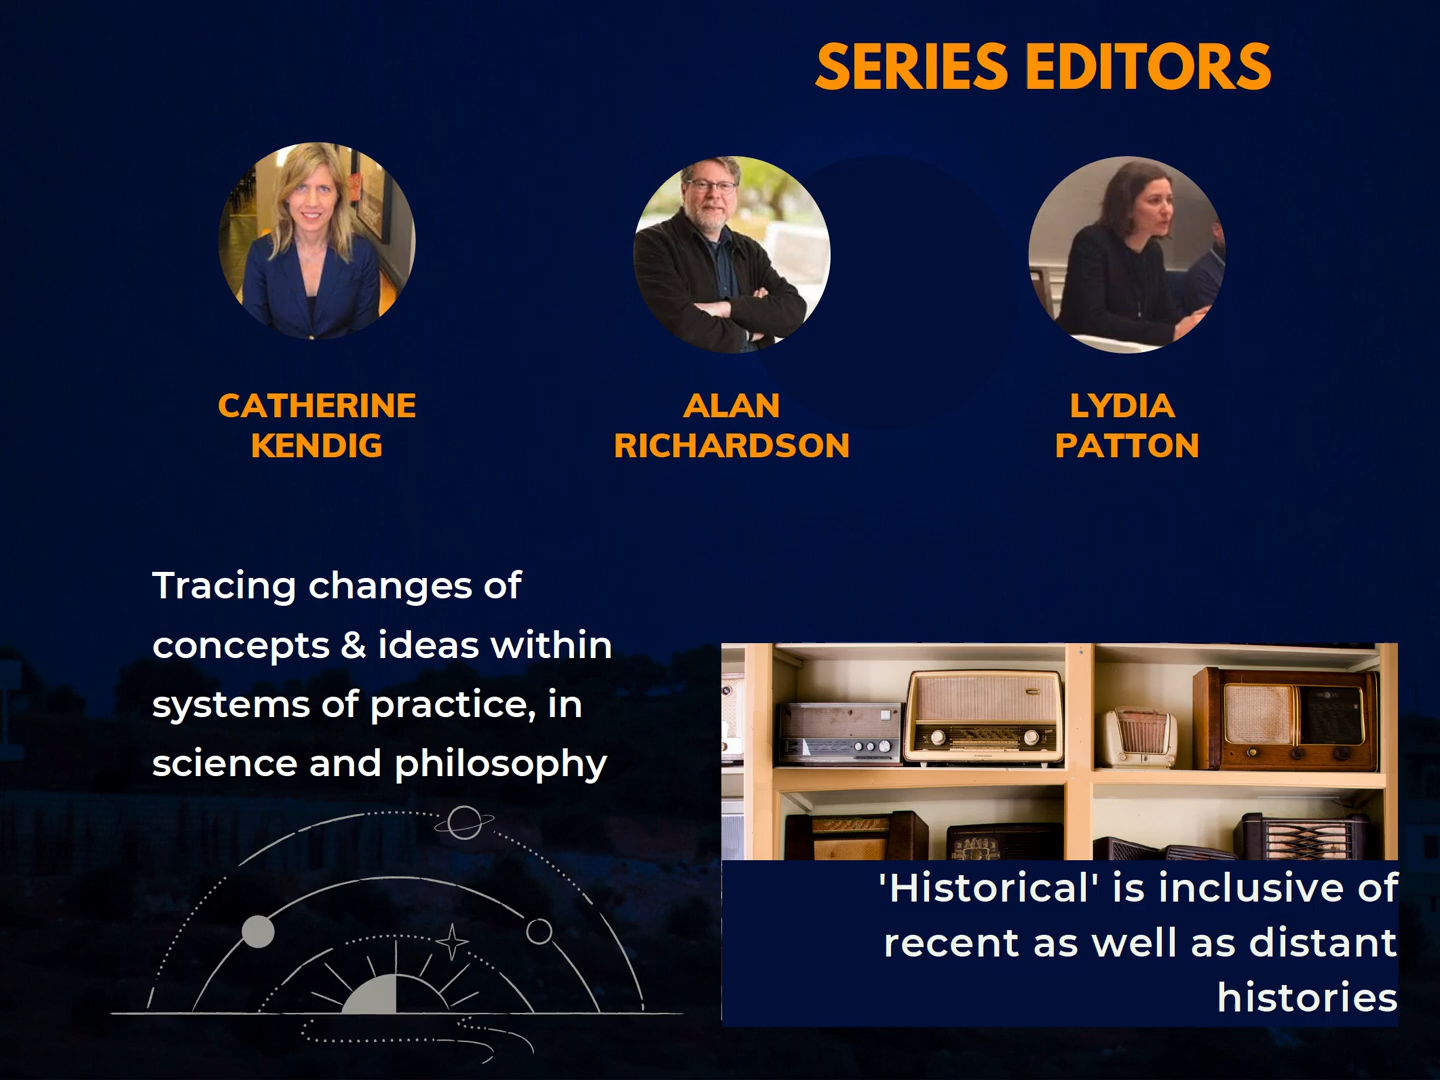 SERIES EDITORS
CATHERINE
KENDIG
ALAN
RICHARDSON
LYDIA
PATTON
Tracing changes of
concepts & ideas within
systems of practice, in
science and philosophy
'Historical' is inclusive of
recent as well as distant
histories